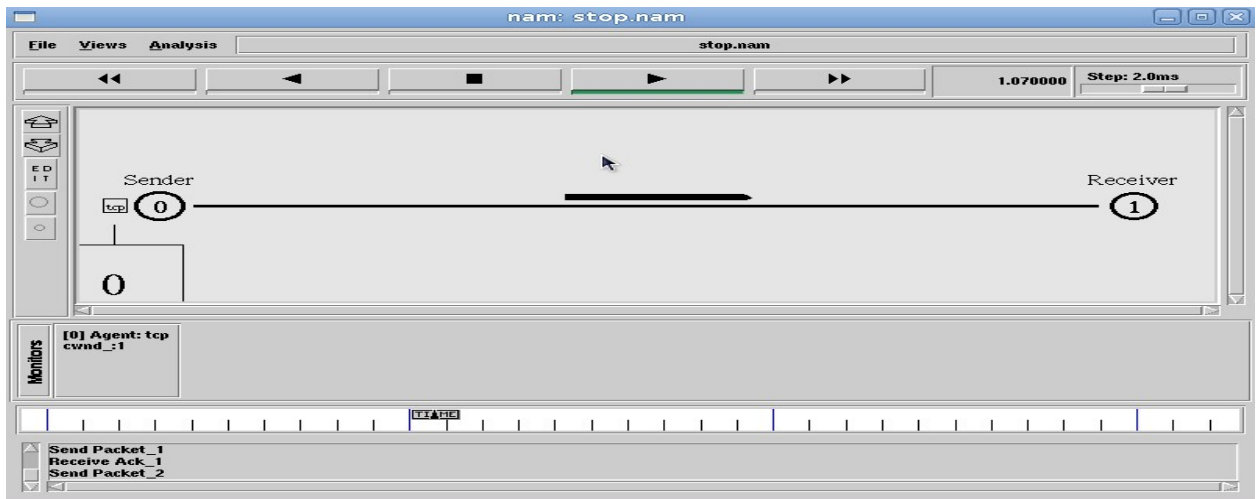 nam: stop.nam
File Views Analysis stop.nam
1.070000 Step: 2.0ms
E D
I T
Sender
Receiver
tcp 0
1
0
Monitors
[0] Agent: tcp
cwnd_:1
TIME
Send Packet_1
Receive Ack_1
Send Packet_2